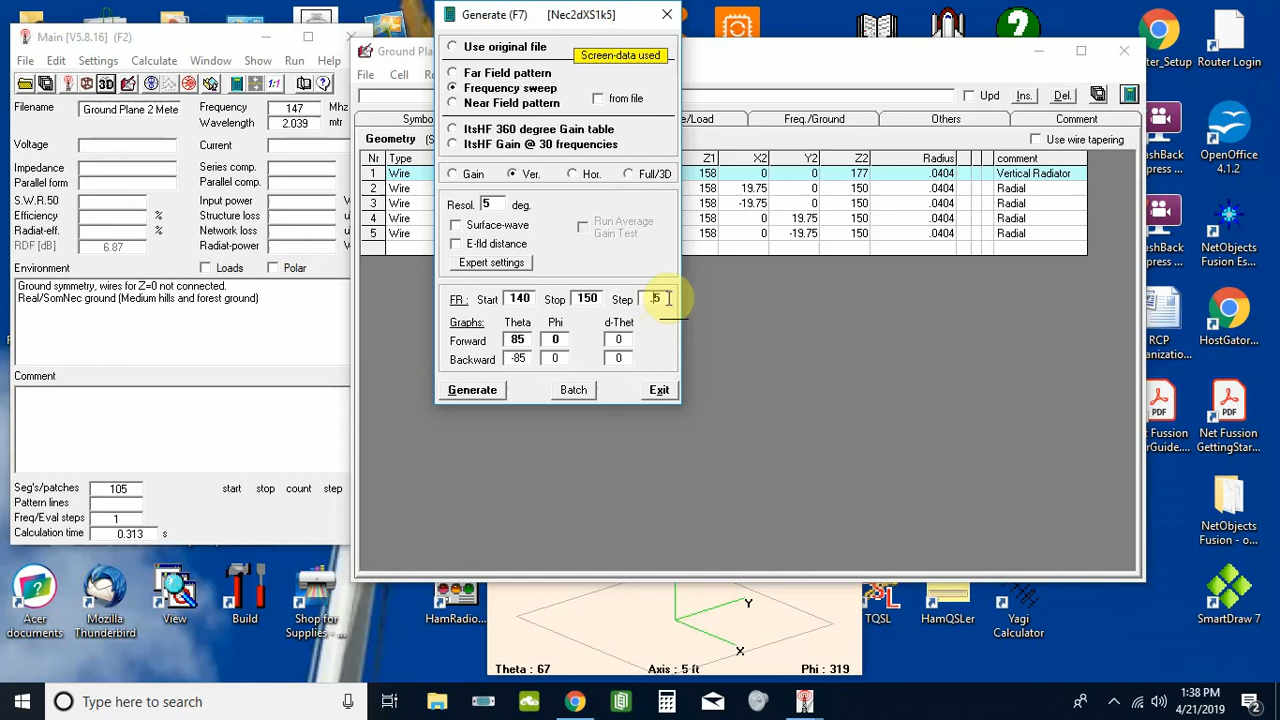 Main [V5.8.16] (F2)
File Edit Settings Calculate Window Show Run Help
3D
1:1
Filename
Ground Plane 2 Mete
Frequency 147 Mhz
Wavelength 2.039 mtr
Voltage
Current
Impedance
Series comp.
Parallel form
Parallel comp.
S.W.R.50
Input power
Efficiency %
Structure loss
Radiat-eff. %
Network loss
RDF [dB] 6.87
Radiat-power
Environment
Loads
Polar
Ground symmetry, wires for Z=0 not connected.
Real/SomNec ground (Medium hills and forest ground)
Comment
Seg's/patches 105
start stop count step
Pattern lines
Freq/Eval steps 1
Calculation time 0.313 s
Generate (F7) [Nec2dXS1k5]
Use original file
Screen-data used
Far Field pattern
Frequency sweep
from file
Near Field pattern
ItsHF 360 degree Gain table
ItsHF Gain @ 30 frequencies
Gain Ver. Hor. Full/3D
Resol. 5 deg.
Surface-wave
Run Average
Gain Test
E-fld distance
Expert settings
FR: Start 140 Stop 150 Step .5
Graphs: Theta Phi d-Thet
Forward 85 0 0
Backward -85 0 0
Generate Batch Exit
Ground Pla
File Cell
Upd Ins. Del.
Symbo
e/Load
Freq./Ground
Others
Comment
Geometry (S
Use wire tapering
Nr Type Z1 X2 Y2 Z2 Radius comment
1 Wire 158 0 0 177 .0404 Vertical Radiator
2 Wire 158 19.75 0 150 .0404 Radial
3 Wire 158 -19.75 0 150 .0404 Radial
4 Wire 158 0 19.75 150 .0404 Radial
5 Wire 158 0 -19.75 150 .0404 Radial
Y
X
Theta : 67 Axis : 5 ft Phi : 319
Router_Setup
Router Login
ashBack
xpress
OpenOffice
4.1.2
ashBack
NetObjects
Fusion Es...
RCP
ganization...
HostGator...
Net Fussion
Net Fussion
GettingStar...
NetObjects
Fusion - o...
Acer
documents
Mozilla
Thunderbird
View
Build
Shop for
Supplies - ...
HamRadio...
TQSL
HamQSLer
Yagi
Calculator
SmartDraw 7
Type here to search
1:38 PM
4/21/2019
2